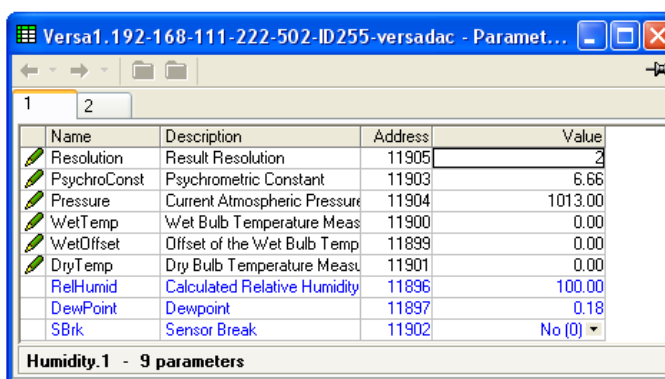 Versa1.192-168-111-222-502-ID255-versadac - Paramet...
1 2
Name Description Address Value
Resolution Result Resolution 11905 2
PsychroConst Psychrometric Constant 11903 6.66
Pressure Current Atmospheric Pressure 11904 1013.00
WetTemp Wet Bulb Temperature Meas 11900 0.00
WetOffset Offset of the Wet Bulb Temp 11899 0.00
DryTemp Dry Bulb Temperature Measu 11901 0.00
RelHumid Calculated Relative Humidity 11896 100.00
DewPoint Dewpoint 11897 0.18
SBrk Sensor Break 11902 No (0)
Humidity.1 - 9 parameters